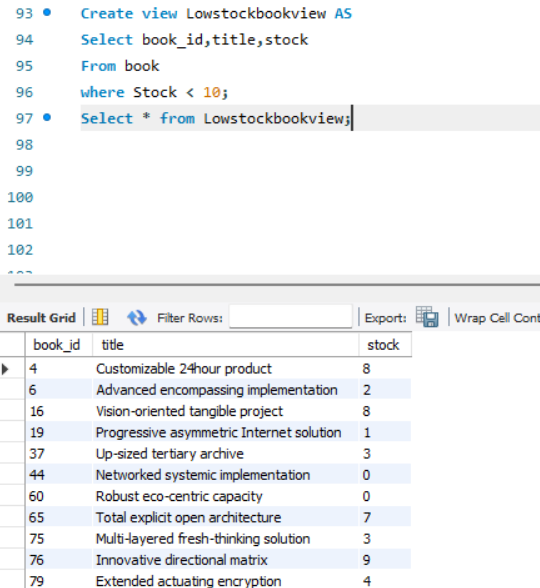 93 Create view Lowstockbookview AS
94 Select book_id,title,stock
95 From book
96 where Stock < 10;
97 Select * from Lowstockbookview;
98
99
100
101
102
Result Grid Filter Rows: Export: Wrap Cell Cont
book_id title stock
4 Customizable 24hour product 8
6 Advanced encompassing implementation 2
16 Vision-oriented tangible project 8
19 Progressive asymmetric Internet solution 1
37 Up-sized tertiary archive 3
44 Networked systemic implementation 0
60 Robust eco-centric capacity 0
65 Total explicit open architecture 7
75 Multi-layered fresh-thinking solution 3
76 Innovative directional matrix 9
79 Extended actuating encryption 4